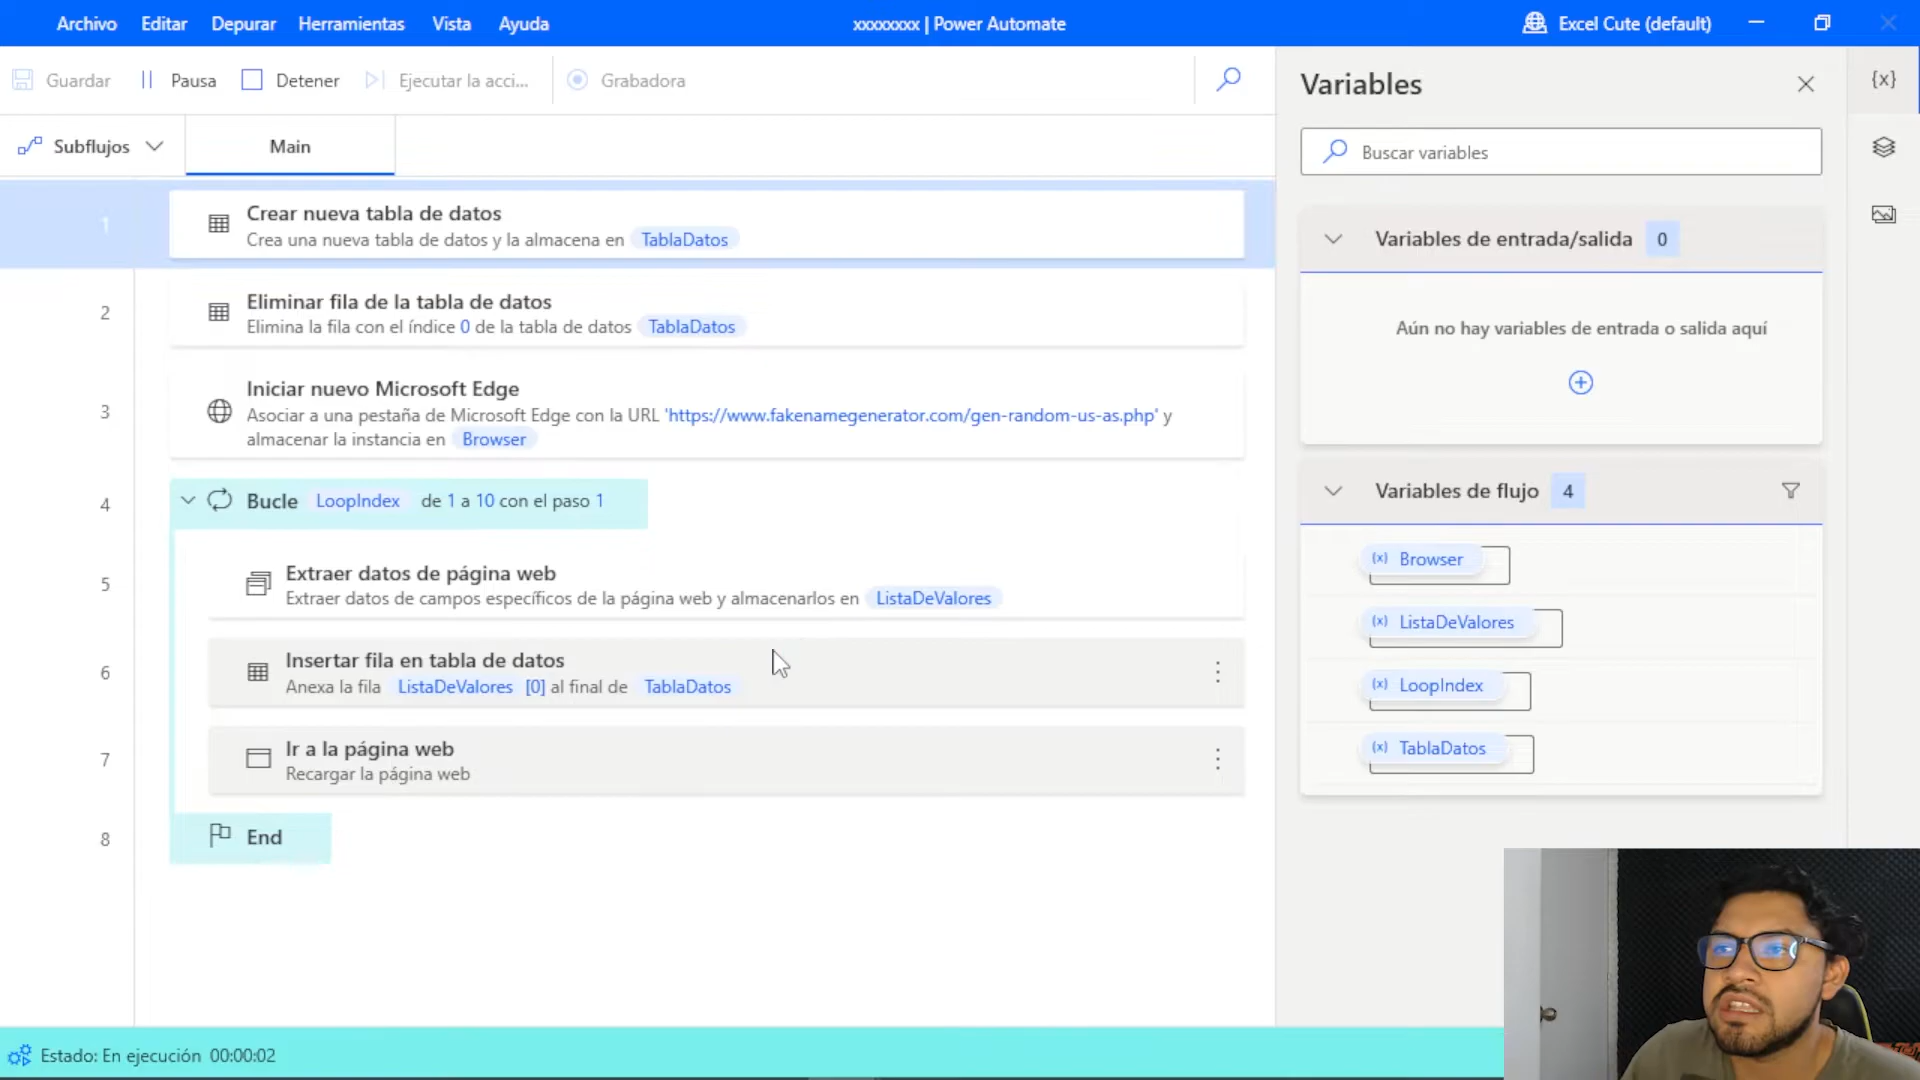 Archivo Editar Depurar Herramientas Vista Ayuda
xxxxxxxx | Power Automate
Excel Cute (default)
Guardar Pausa Detener Ejecutar la acci... Grabadora
Subflujos Main
1 Crear nueva tabla de datos
Crea una nueva tabla de datos y la almacena en TablaDatos
2 Eliminar fila de la tabla de datos
Elimina la fila con el índice 0 de la tabla de datos TablaDatos
3 Iniciar nuevo Microsoft Edge
Asociar a una pestaña de Microsoft Edge con la URL 'https://www.fakenamegenerator.com/gen-random-us-as.php' y
almacenar la instancia en Browser
4 Bucle LoopIndex de 1 a 10 con el paso 1
5 Extraer datos de página web
Extraer datos de campos específicos de la página web y almacenarlos en ListaDeValores
6 Insertar fila en tabla de datos
Anexa la fila ListaDeValores [0] al final de TablaDatos
7 Ir a la página web
Recargar la página web
8 End
Estado: En ejecución 00:00:02
Variables
{x}
Buscar variables
Variables de entrada/salida 0
Aún no hay variables de entrada o salida aquí
Variables de flujo 4
(x) Browser
(x) ListaDeValores
(x) LoopIndex
(x) TablaDatos